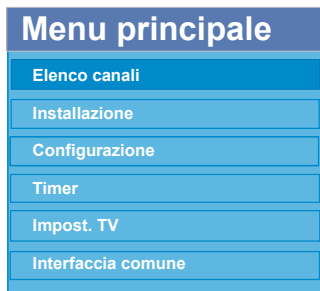 Menu principale
Elenco canali
Installazione
Configurazione
Timer
Impost. TV
Interfaccia comune